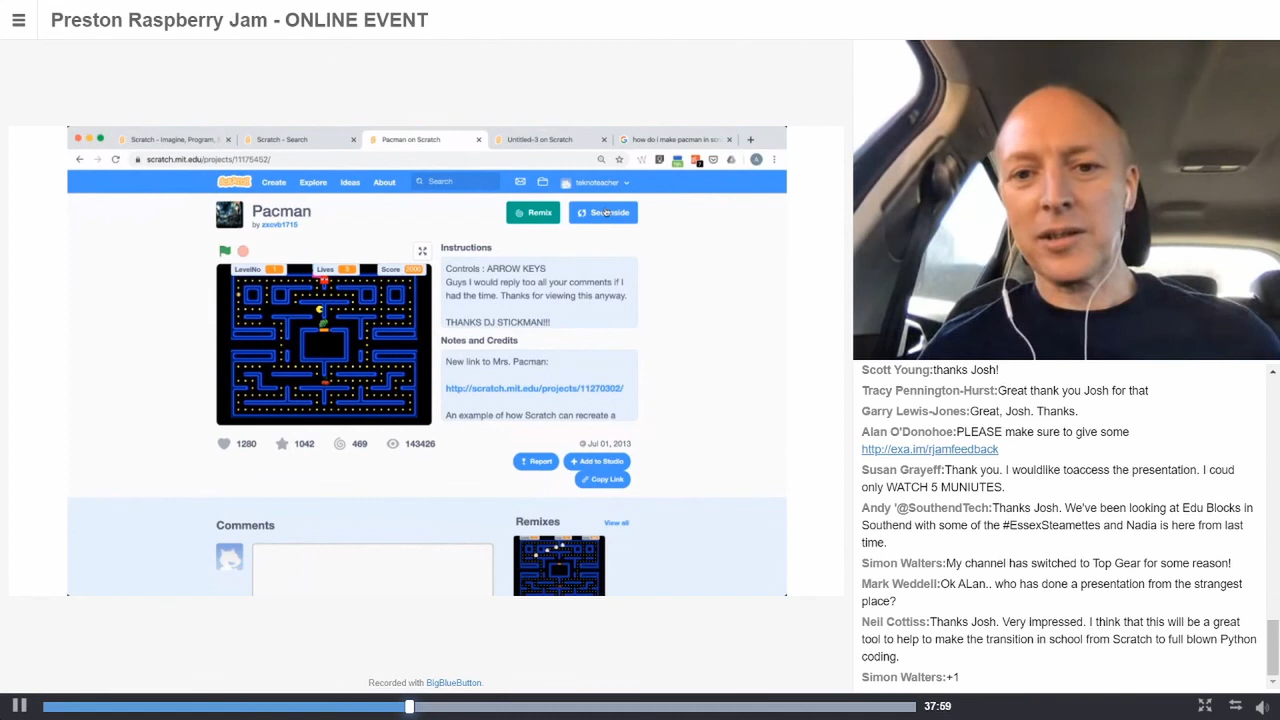 Preston Raspberry Jam - ONLINE EVENT
Scratch - Imagine, Program, S
Scratch - Search
Pacman on Scratch
Untitled-3 on Scratch
how do i make pacman in scr
scratch.mit.edu/projects/11175452/
Create
Explore
Ideas
About
Search
teknoteacher
Pacman
by zxcvb1715
Remix
See inside
Instructions
LevelNo 1 Lives 3 Score 2000
Controls : ARROW KEYS
Guys I would reply too all your comments if I
had the time. Thanks for viewing this anyway.
THANKS DJ STICKMAN!!!
Notes and Credits
New link to Mrs. Pacman:
http://scratch.mit.edu/projects/11270302/
An example of how Scratch can recreate a
1280
1042
469
143426
© Jul 01, 2013
Report
Add to Studio
Copy Link
Comments
Remixes
View all
Recorded with BigBlueButton.
Scott Young:thanks Josh!
Tracy Pennington-Hurst:Great thank you Josh for that
Garry Lewis-Jones:Great, Josh. Thanks.
Alan O'Donohoe:PLEASE make sure to give some
http://exa.im/rjamfeedback
Susan Grayeff:Thank you. I wouldlike toaccess the presentation. I coud
only WATCH 5 MUNIUTES.
Andy '@SouthendTech:Thanks Josh. We've been looking at Edu Blocks in
Southend with some of the #EssexSteamettes and Nadia is here from last
time.
Simon Walters:My channel has switched to Top Gear for some reason!
Mark Weddell:Ok ALan.. who has done a presentation from the strangest
place?
Neil Cottiss:Thanks Josh. Very impressed. I think that this will be a great
tool to help to make the transition in school from Scratch to full blown Python
coding.
Simon Walters:+1
37:59